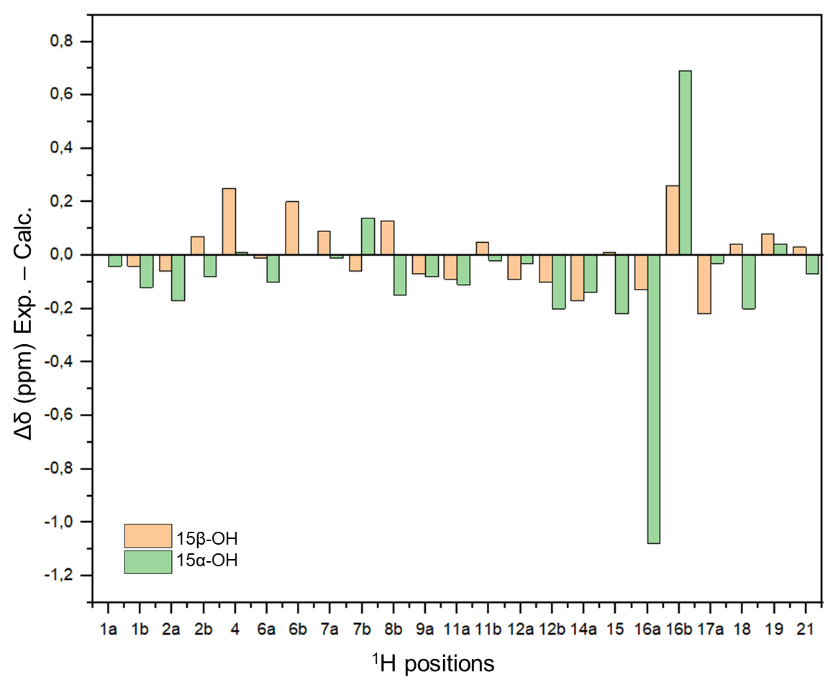 Δδ (ppm) Exp. – Calc.
0,8
0,6
0,4
0,2
0,0
-0,2
-0,4
-0,6
-0,8
-1,0
-1,2
15β-OH
15α-OH
1a 1b 2a 2b 4 6a 6b 7a 7b 8b 9a 11a 11b 12a 12b 14a 15 16a 16b 17a 18 19 21
¹H positions